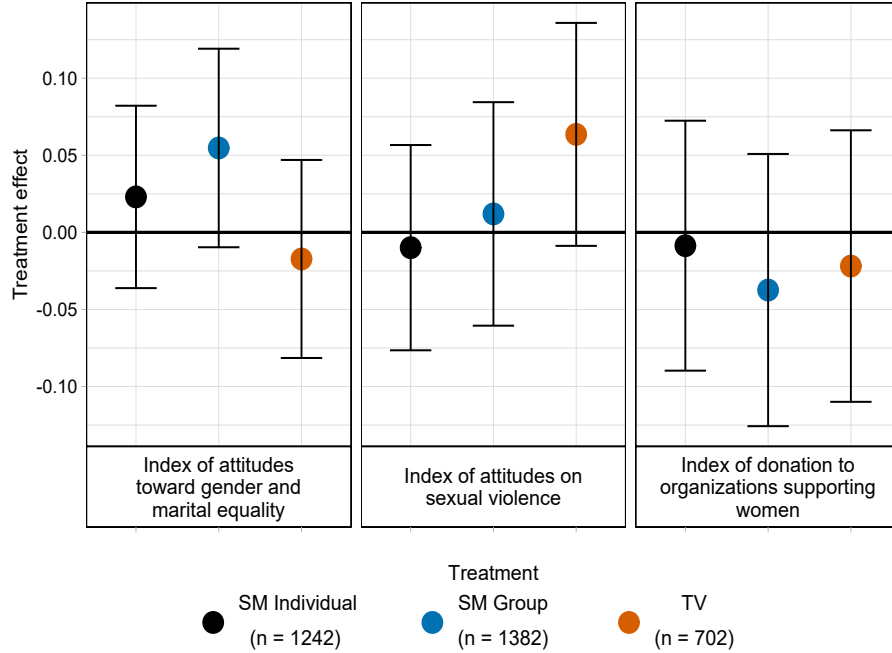 Treatment effect
0.10
0.05
0.00
-0.05
-0.10
Index of attitudes
toward gender and
marital equality
Index of attitudes on
sexual violence
Index of donation to
organizations supporting
women
Treatment
SM Individual
(n = 1242)
SM Group
(n = 1382)
TV
(n = 702)